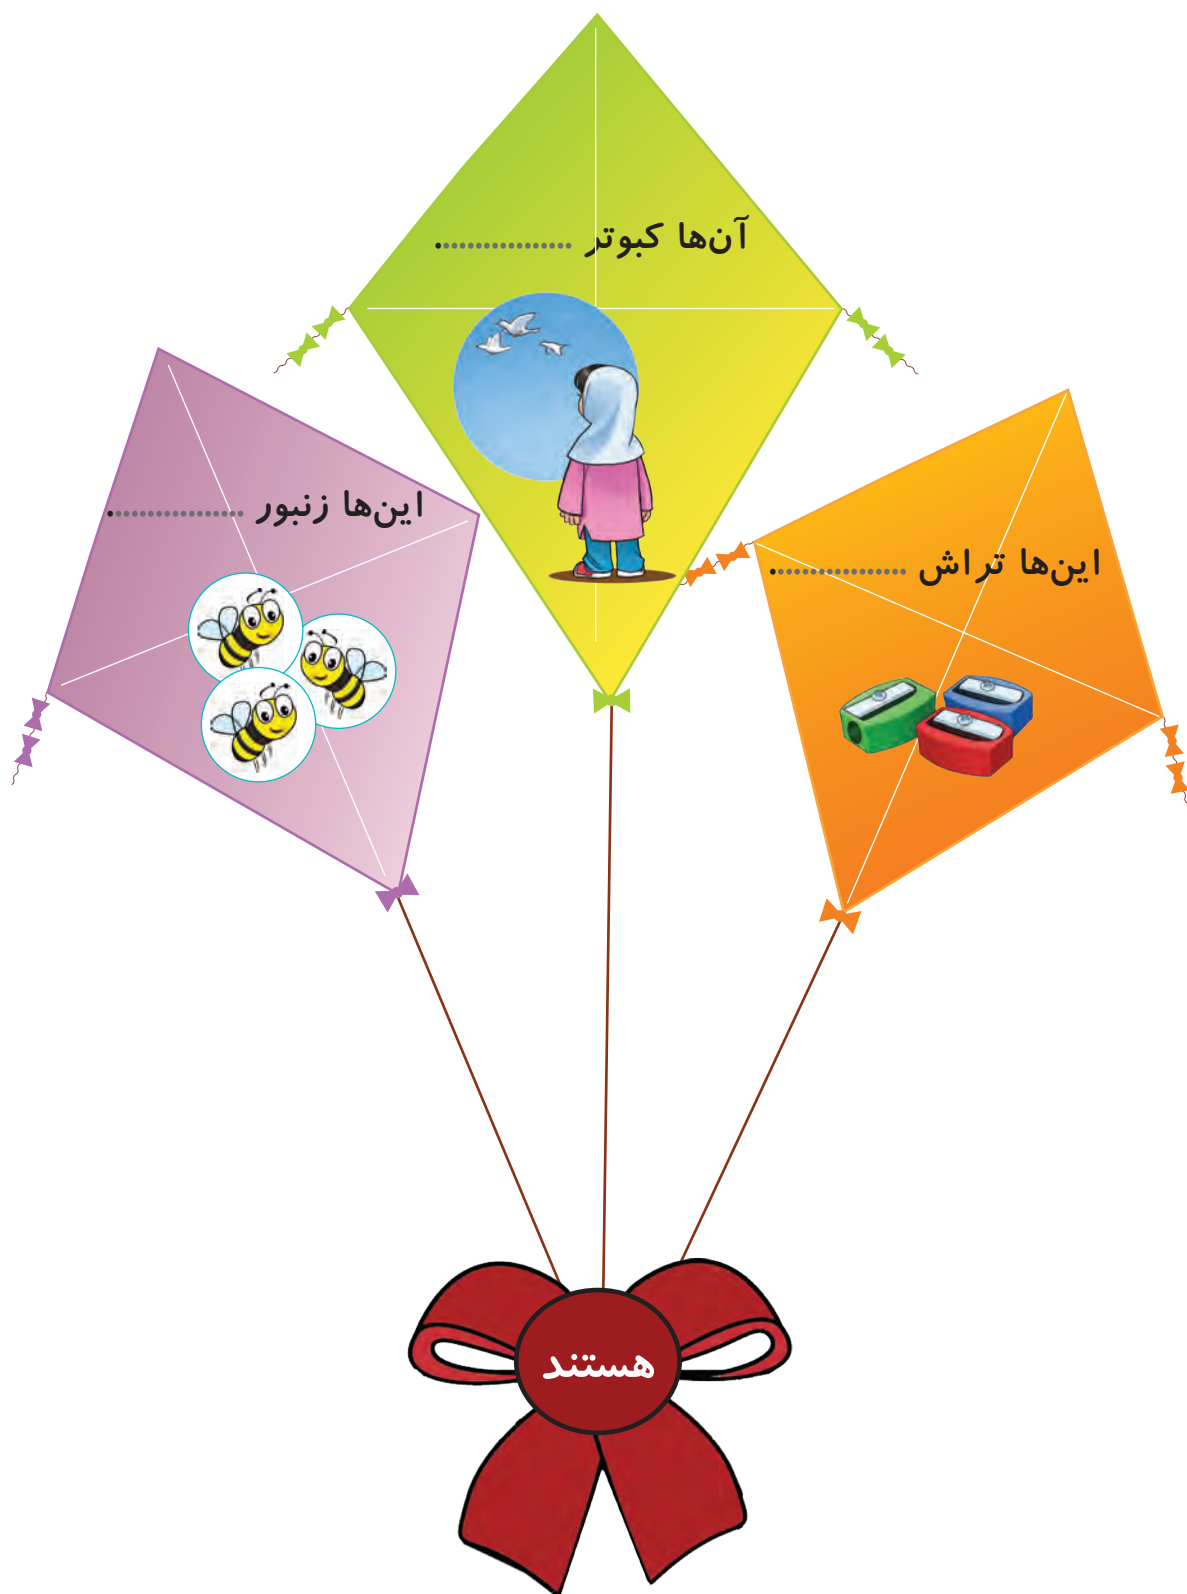 آن‌ها کبوتر ................
این‌ها زنبور ................
این‌ها تراش ................
هستند